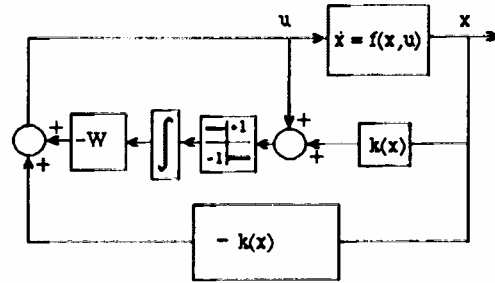 u
x
ẋ = f(x,u)
+
+
-W
∫
+1
-1
+
+
k(x)
- k(x)